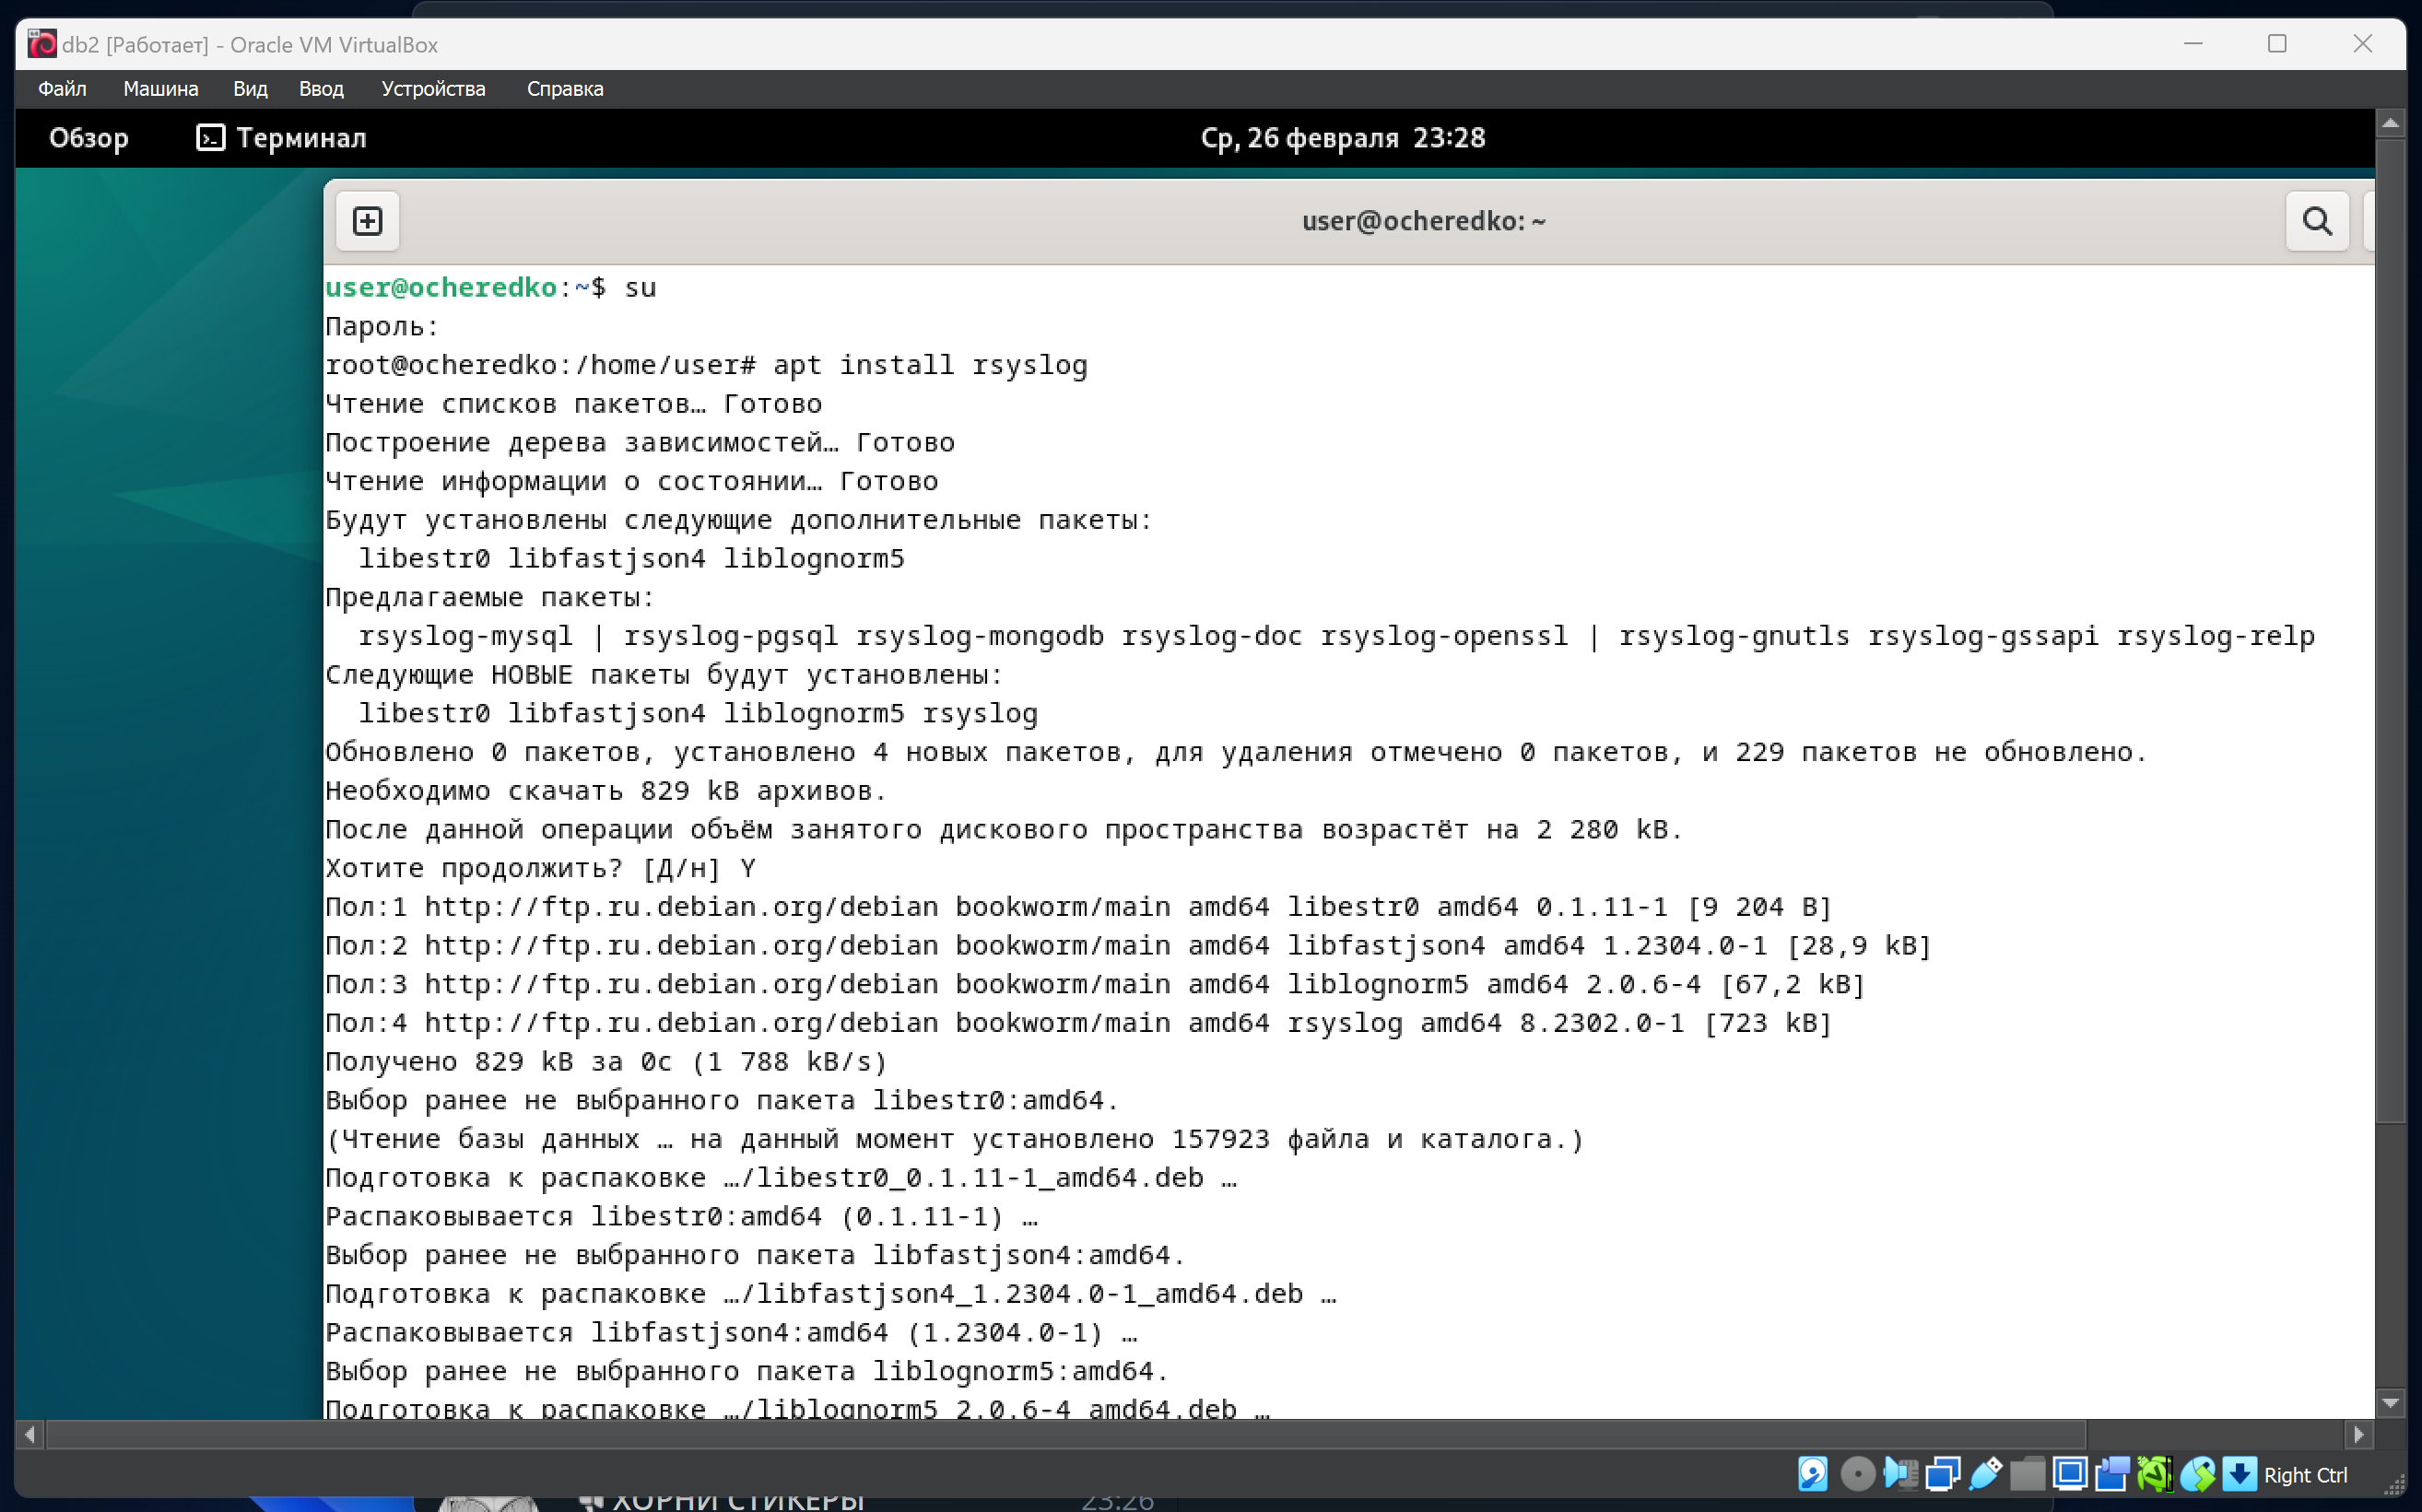 db2 [Работает] - Oracle VM VirtualBox
Файл Машина Вид Ввод Устройства Справка
Обзор Терминал Ср, 26 февраля 23:28
user@ocheredko: ~
user@ocheredko:~$ su
Пароль:
root@ocheredko:/home/user# apt install rsyslog
Чтение списков пакетов… Готово
Построение дерева зависимостей… Готово
Чтение информации о состоянии… Готово
Будут установлены следующие дополнительные пакеты:
libestr0 libfastjson4 liblognorm5
Предлагаемые пакеты:
rsyslog-mysql | rsyslog-pgsql rsyslog-mongodb rsyslog-doc rsyslog-openssl | rsyslog-gnutls rsyslog-gssapi rsyslog-relp
Следующие НОВЫЕ пакеты будут установлены:
libestr0 libfastjson4 liblognorm5 rsyslog
Обновлено 0 пакетов, установлено 4 новых пакетов, для удаления отмечено 0 пакетов, и 229 пакетов не обновлено.
Необходимо скачать 829 kB архивов.
После данной операции объём занятого дискового пространства возрастёт на 2 280 kB.
Хотите продолжить? [Д/н] Y
Пол:1 http://ftp.ru.debian.org/debian bookworm/main amd64 libestr0 amd64 0.1.11-1 [9 204 B]
Пол:2 http://ftp.ru.debian.org/debian bookworm/main amd64 libfastjson4 amd64 1.2304.0-1 [28,9 kB]
Пол:3 http://ftp.ru.debian.org/debian bookworm/main amd64 liblognorm5 amd64 2.0.6-4 [67,2 kB]
Пол:4 http://ftp.ru.debian.org/debian bookworm/main amd64 rsyslog amd64 8.2302.0-1 [723 kB]
Получено 829 kB за 0с (1 788 kB/s)
Выбор ранее не выбранного пакета libestr0:amd64.
(Чтение базы данных … на данный момент установлено 157923 файла и каталога.)
Подготовка к распаковке …/libestr0_0.1.11-1_amd64.deb …
Распаковывается libestr0:amd64 (0.1.11-1) …
Выбор ранее не выбранного пакета libfastjson4:amd64.
Подготовка к распаковке …/libfastjson4_1.2304.0-1_amd64.deb …
Распаковывается libfastjson4:amd64 (1.2304.0-1) …
Выбор ранее не выбранного пакета liblognorm5:amd64.
Подготовка к распаковке …/liblognorm5_2.0.6-4_amd64.deb …
Right Ctrl
ХОРНИ СТИКЕРЫ 23:26